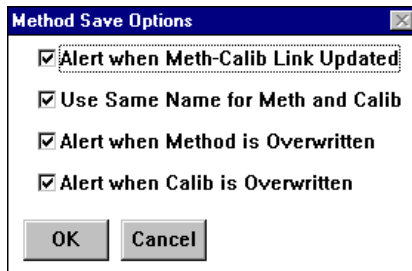 Method Save Options
Alert when Meth-Calib Link Updated
Use Same Name for Meth and Calib
Alert when Method is Overwritten
Alert when Calib is Overwritten
OK Cancel